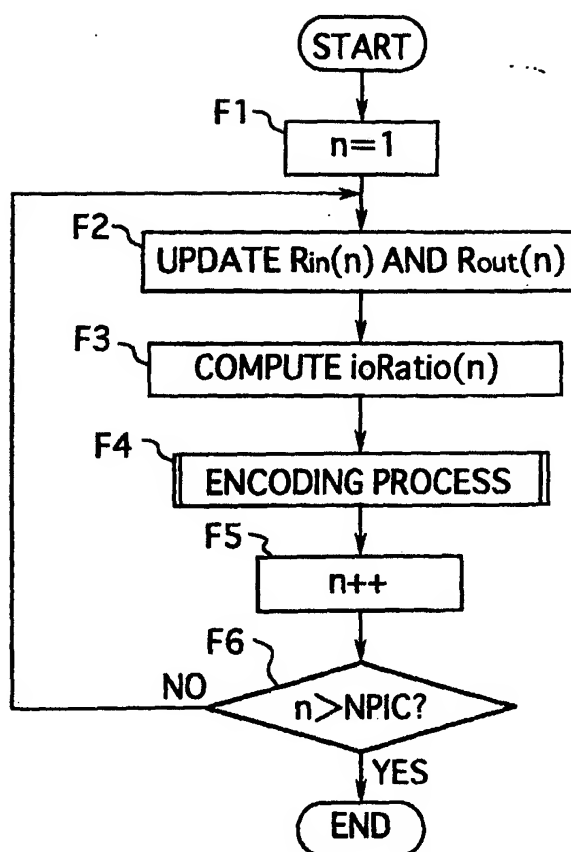 START
F1
n=1
F2
UPDATE Rin(n) AND Rout(n)
F3
COMPUTE ioRatio(n)
F4
ENCODING PROCESS
F5
n++
F6
n>NPIC?
NO
YES
END